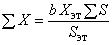 ∑X = b X_эт ∑S / S_эт